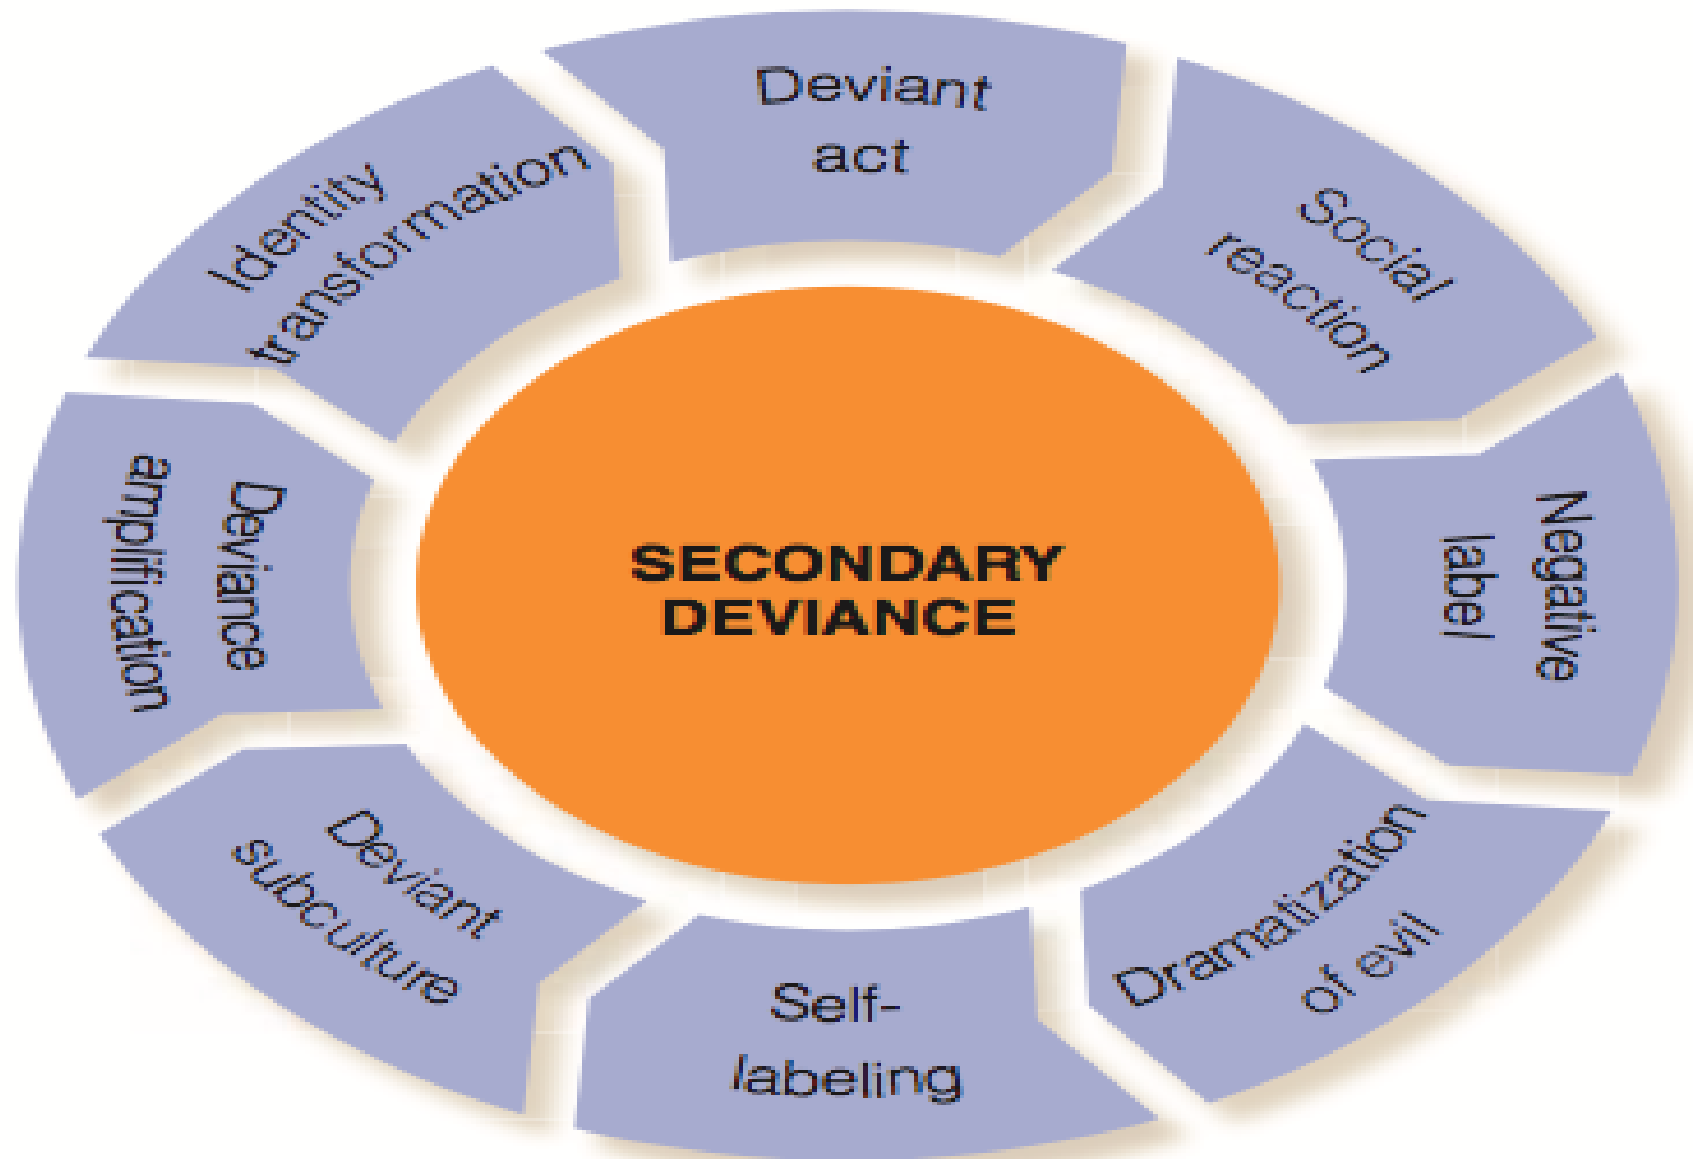 Deviant
act
Social
reaction
Negative
label
Dramatization
of evil
Self-
labeling
Deviant
subculture
Deviance
amplification
Identity
transformation
SECONDARY
DEVIANCE